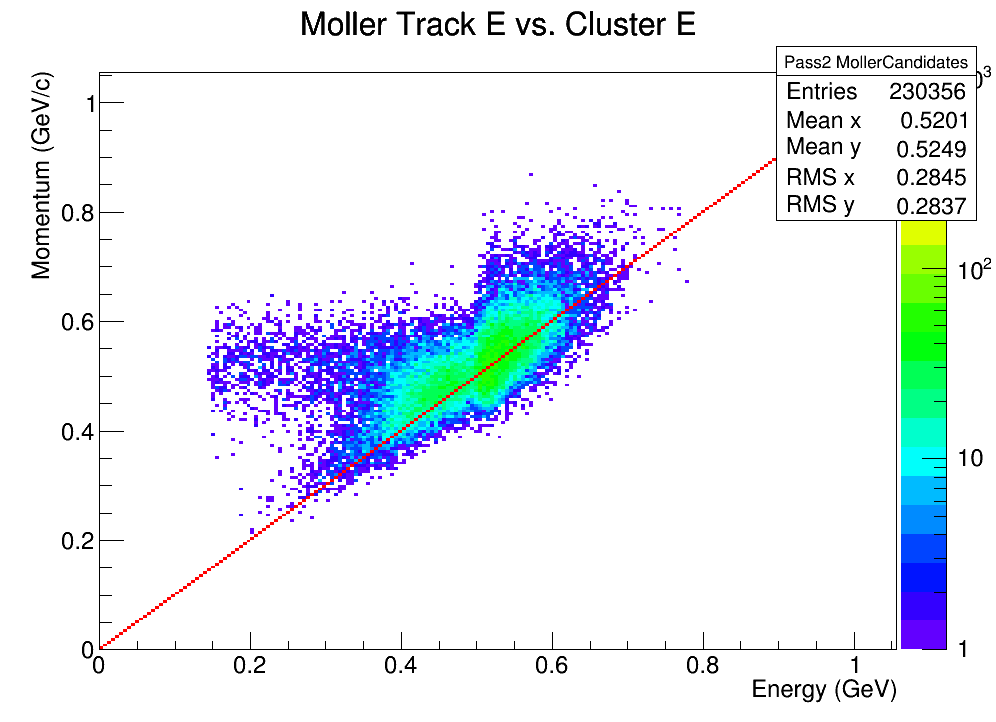 Moller Track E vs. Cluster E
Pass2 MollerCandidates
Entries 230356
Mean x 0.5201
Mean y 0.5249
RMS x 0.2845
RMS y 0.2837
Momentum (GeV/c)
1
0.8
0.6
0.4
0.2
0
0 0.2 0.4 0.6 0.8 1
Energy (GeV)
10²
10
1